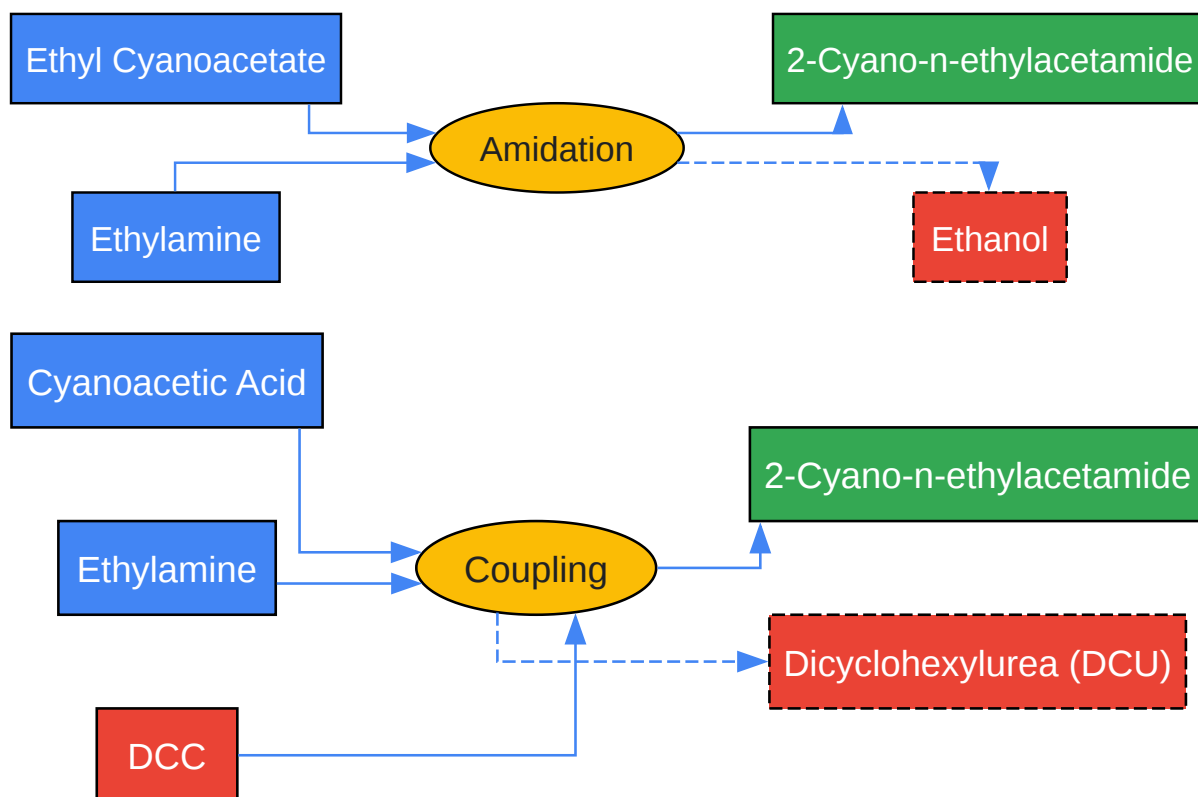 Ethyl Cyanoacetate
2-Cyano-n-ethylacetamide
Amidation
Ethylamine
Ethanol
Cyanoacetic Acid
2-Cyano-n-ethylacetamide
Ethylamine
Coupling
Dicyclohexylurea (DCU)
DCC